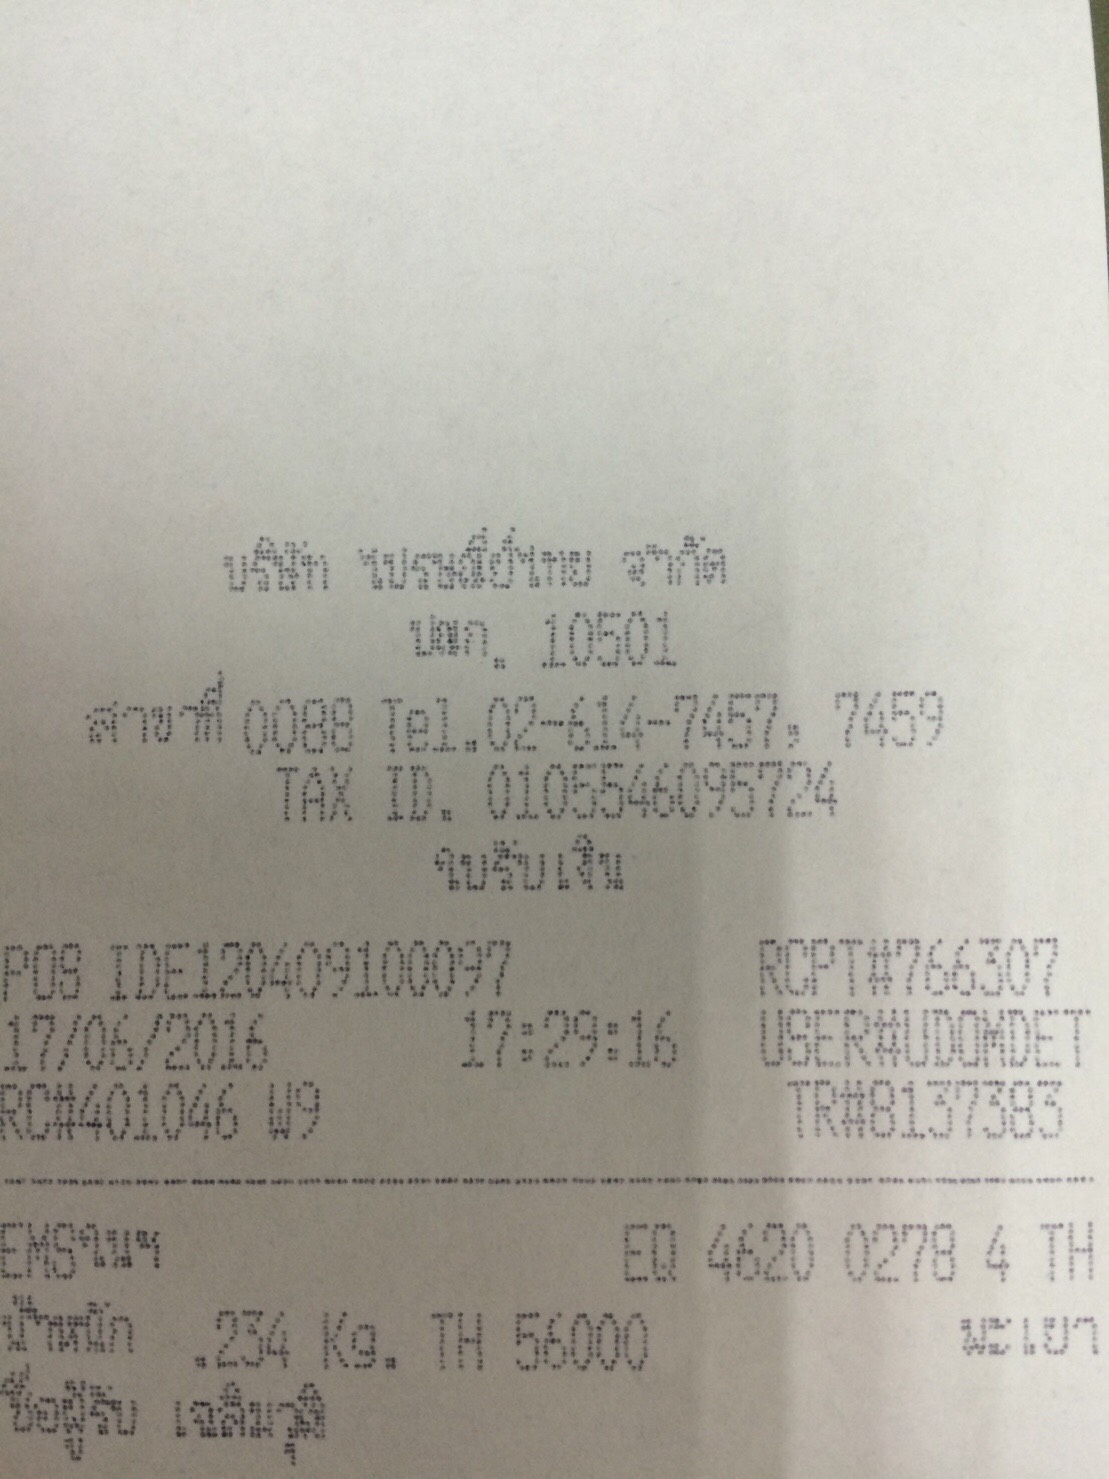 บริษัท ไปรษณีย์ไทย จำกัด
ปณก. 10501
สาขาที่ 0088 Tel.02-614-7457, 7459
TAX ID. 0105546095724
ใบรับเงิน
POS IDE120409100097 RCPT#766307
17/06/2016 17:29:16 USER#UDOMDET
RC#401046 W9 TR#8137383
EMSในฯ EQ 4620 0278 4 TH
น้ำหนัก .234 Kg. TH 56000 พะเยา
ชื่อผู้รับ เฉลิมวุฒิ